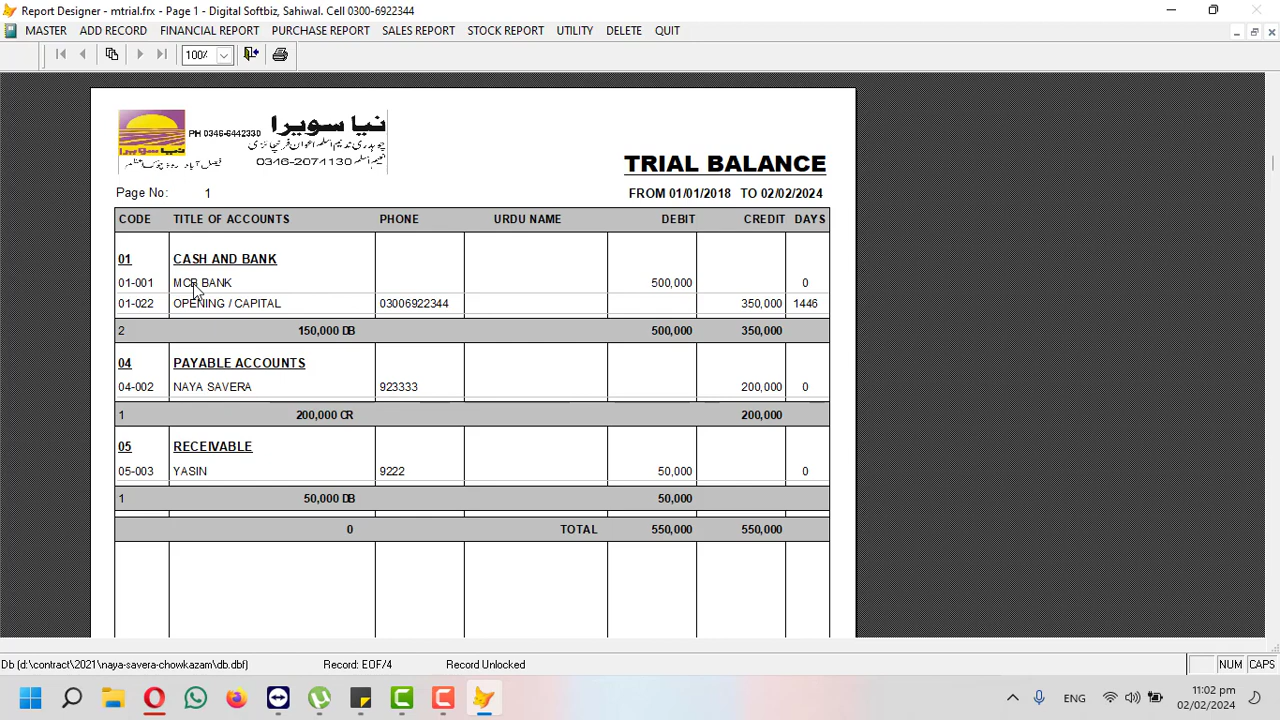 Report Designer - mtrial.frx - Page 1 - Digital Softbiz, Sahiwal. Cell 0300-6922344
MASTER ADD RECORD FINANCIAL REPORT PURCHASE REPORT SALES REPORT STOCK REPORT UTILITY DELETE QUIT
100%
نیا سویرا
PH 0346-6442330
چوہدری ندیم اسلم اعوان فرنچائزی
0346-2074130
نیا سویرا
TRIAL BALANCE
Page No: 1
FROM 01/01/2018 TO 02/02/2024
CODE TITLE OF ACCOUNTS PHONE URDU NAME DEBIT CREDIT DAYS
01 CASH AND BANK
01-001 MCB BANK 500,000 0
01-022 OPENING / CAPITAL 03006922344 350,000 1446
2 150,000 DB 500,000 350,000
04 PAYABLE ACCOUNTS
04-002 NAYA SAVERA 923333 200,000 0
1 200,000 CR 200,000
05 RECEIVABLE
05-003 YASIN 9222 50,000 0
1 50,000 DB 50,000
0 TOTAL 550,000 550,000
Db (d:\contract\2021\naya-savera-chowkazam\db.dbf) Record: EOF/4 Record Unlocked NUM CAPS
ENG 11:02 pm
02/02/2024